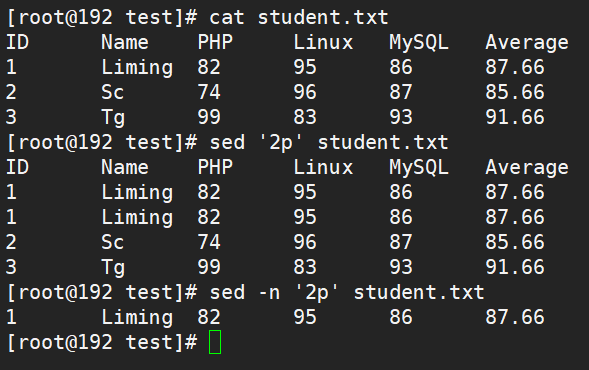 [root@192 test]# cat student.txt
ID Name PHP Linux MySQL Average
1 Liming 82 95 86 87.66
2 Sc 74 96 87 85.66
3 Tg 99 83 93 91.66
[root@192 test]# sed '2p' student.txt
ID Name PHP Linux MySQL Average
1 Liming 82 95 86 87.66
1 Liming 82 95 86 87.66
2 Sc 74 96 87 85.66
3 Tg 99 83 93 91.66
[root@192 test]# sed -n '2p' student.txt
1 Liming 82 95 86 87.66
[root@192 test]#